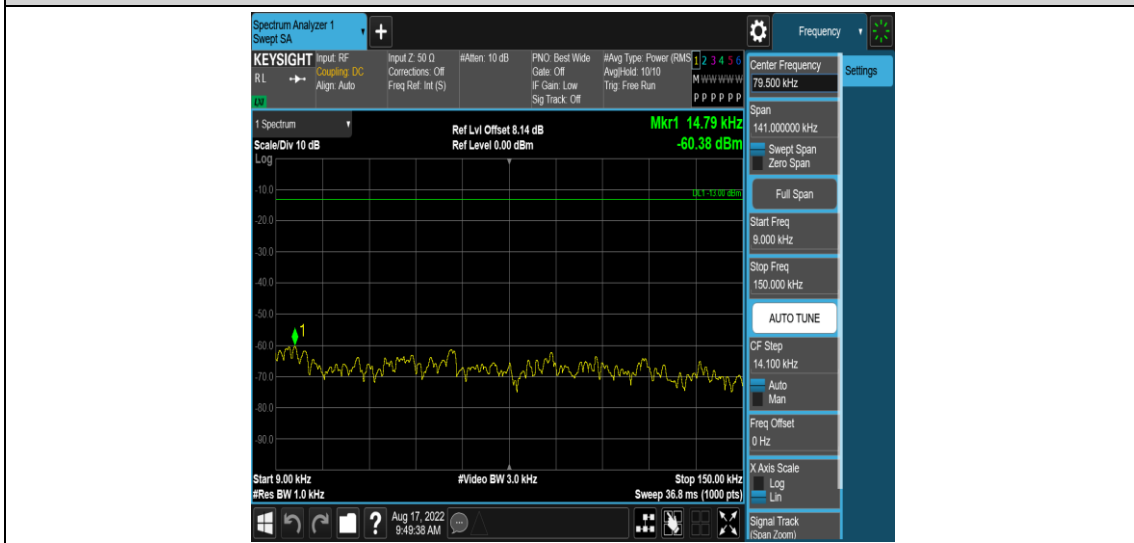 Spectrum Analyzer 1
Swept SA
+
Frequency
KEYSIGHT
RL
Input: RF
Coupling: DC
Align: Auto
Input Z: 50 Ω
Corrections: Off
Freq Ref: Int (S)
#Atten: 10 dB
PNO: Best Wide
Gate: Off
IF Gain: Low
Sig Track: Off
#Avg Type: Power (RMS
Avg|Hold: 10/10
Trig: Free Run
1 2 3 4 5 6
M W W W W W
P P P P P P
1 Spectrum
Scale/Div 10 dB
Log
Ref Lvl Offset 8.14 dB
Ref Level 0.00 dBm
Mkr1 14.79 kHz
-60.38 dBm
DL1 -13.00 dBm
-10.0
-20.0
-30.0
-40.0
-50.0
-60.0
-70.0
-80.0
-90.0
1
Start 9.00 kHz
#Res BW 1.0 kHz
#Video BW 3.0 kHz
Stop 150.00 kHz
Sweep 36.8 ms (1000 pts)
Center Frequency
79.500 kHz
Settings
Span
141.000000 kHz
Swept Span
Zero Span
Full Span
Start Freq
9.000 kHz
Stop Freq
150.000 kHz
AUTO TUNE
CF Step
14.100 kHz
Auto
Man
Freq Offset
0 Hz
X Axis Scale
Log
Lin
Signal Track
(Span Zoom)
?
Aug 17, 2022
9:49:38 AM